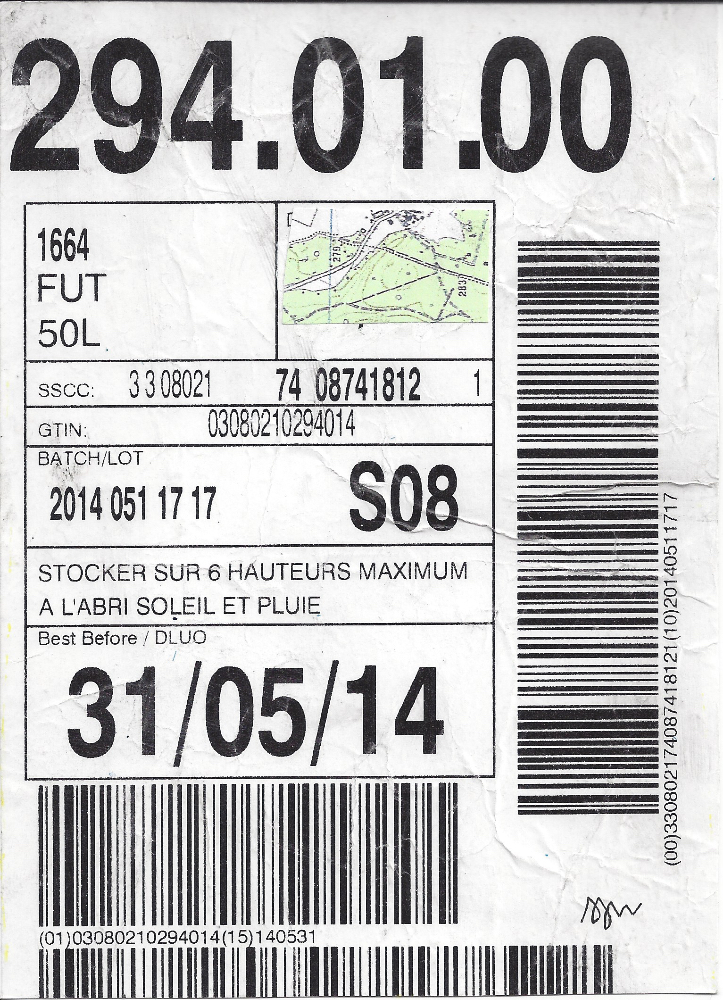 294.01.00
1664
FUT
50L
279
283
SSCC: 3 3 08021 74 08741812 1
GTIN: 03080210294014
BATCH/LOT
2014 051 17 17 S08
STOCKER SUR 6 HAUTEURS MAXIMUM
A L'ABRI SOLEIL ET PLUIE
Best Before / DLUO
31/05/14
(01)03080210294014(15)140531
(00)330802174087418121(10)20140511717